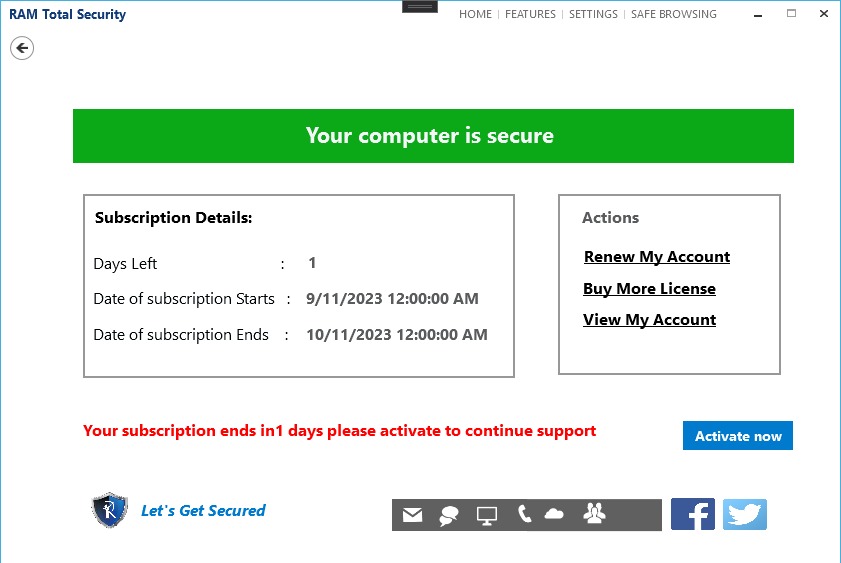 RAM Total Security
HOME | FEATURES | SETTINGS | SAFE BROWSING
Your computer is secure
Subscription Details:
Days Left : 1
Date of subscription Starts : 9/11/2023 12:00:00 AM
Date of subscription Ends : 10/11/2023 12:00:00 AM
Actions
Renew My Account
Buy More License
View My Account
Your subscription ends in1 days please activate to continue support
Activate now
Let's Get Secured